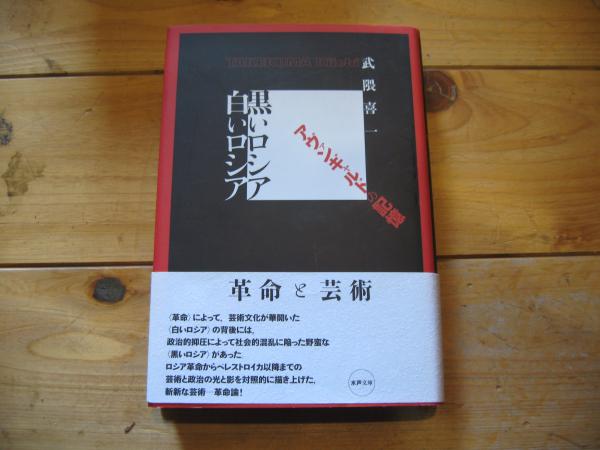 TAKEKUMA Kiichi
武隈喜一
黒いロシア
白いロシア
アヴァンギャルドの記憶
革命と芸術
〈革命〉によって、芸術文化が華開いた
〈白いロシア〉の背後には、
政治的抑圧によって社会的混乱に陥った野蛮な
〈黒いロシア〉があった。
ロシア革命からペレストロイカ以降までの
芸術と政治の光と影を対照的に描き上げた、
斬新な芸術─革命論！
水声文庫